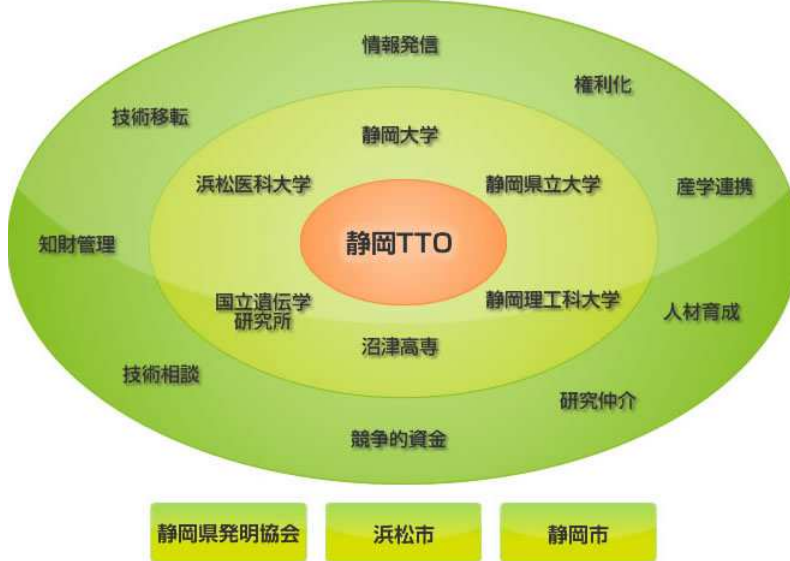 情報発信
権利化
技術移転
静岡大学
浜松医科大学
静岡県立大学
産学連携
静岡TTO
知財管理
国立遺伝学
研究所
静岡理工科大学
人材育成
沼津高専
技術相談
研究仲介
競争的資金
静岡県発明協会
浜松市
静岡市